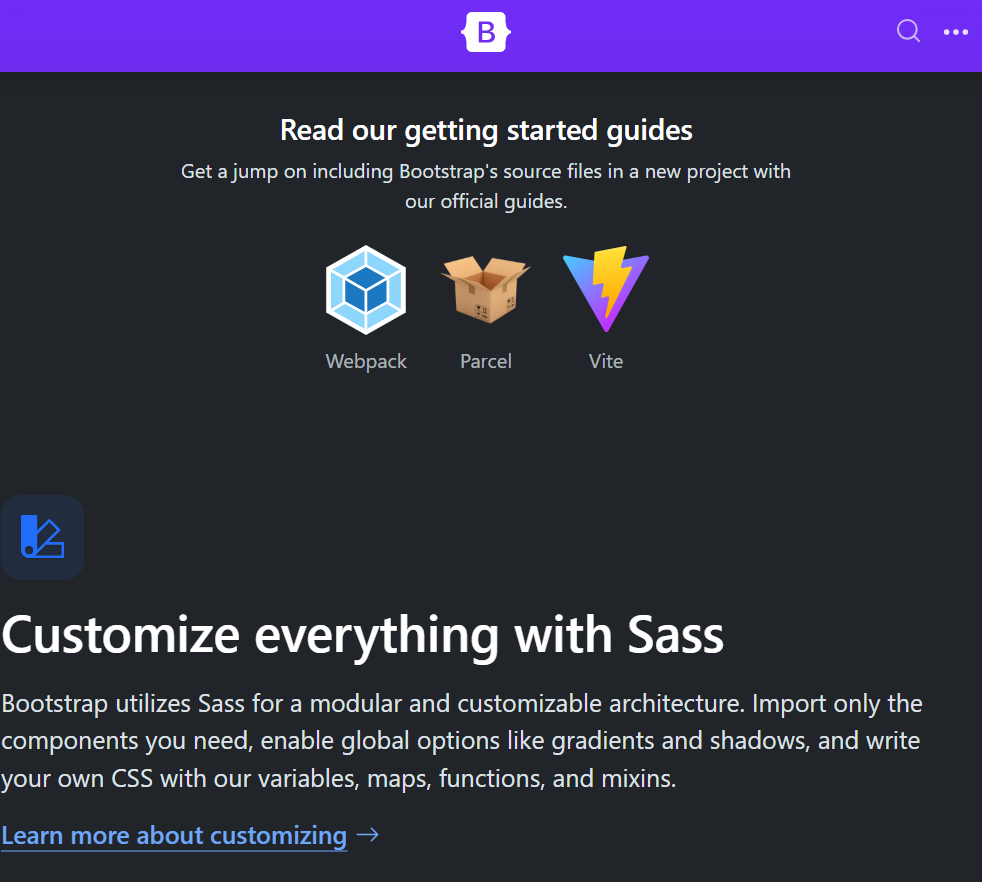 B
Read our getting started guides
Get a jump on including Bootstrap's source files in a new project with
our official guides.
Webpack
Parcel
Vite
Customize everything with Sass
Bootstrap utilizes Sass for a modular and customizable architecture. Import only the
components you need, enable global options like gradients and shadows, and write
your own CSS with our variables, maps, functions, and mixins.
Learn more about customizing →